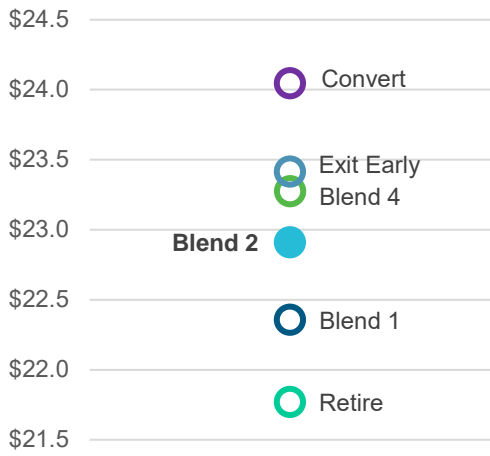 $24.5
Convert
$24.0
$23.5
Exit Early
Blend 4
$23.0
Blend 2
$22.5
Blend 1
$22.0
Retire
$21.5